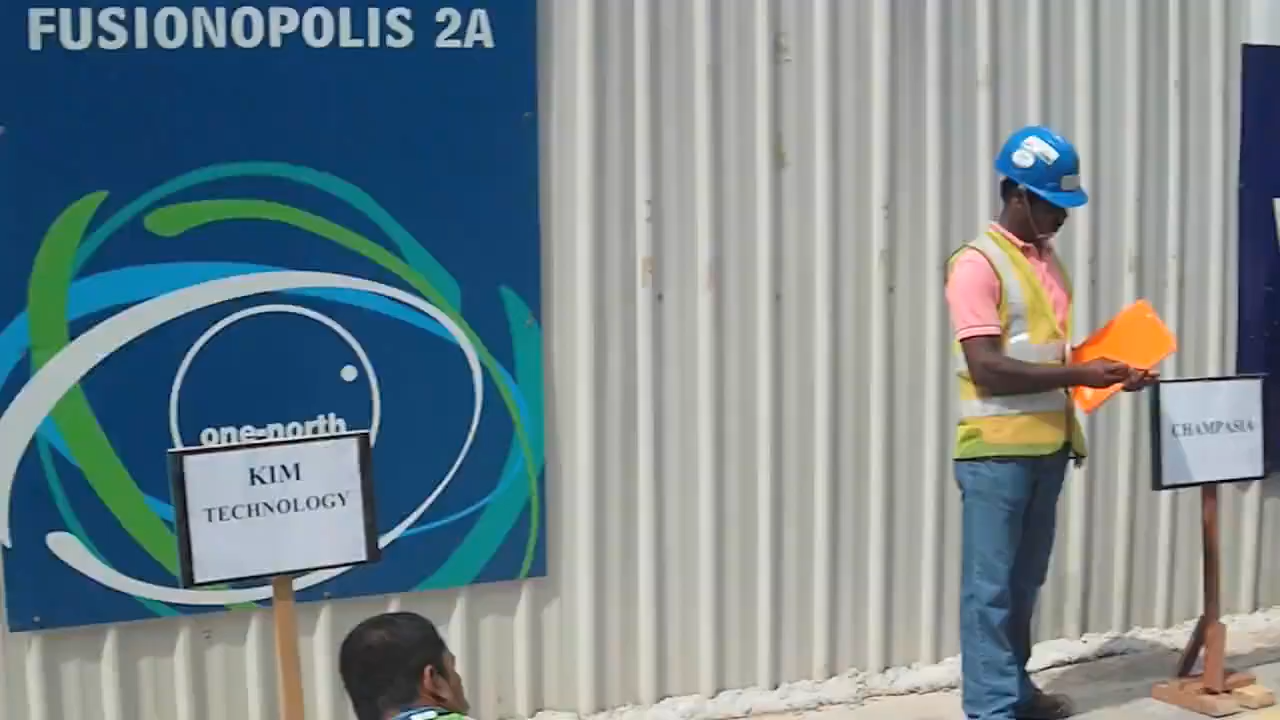 FUSIONOPOLIS 2A
one-north
KIM
TECHNOLOGY
CHAMPASIA